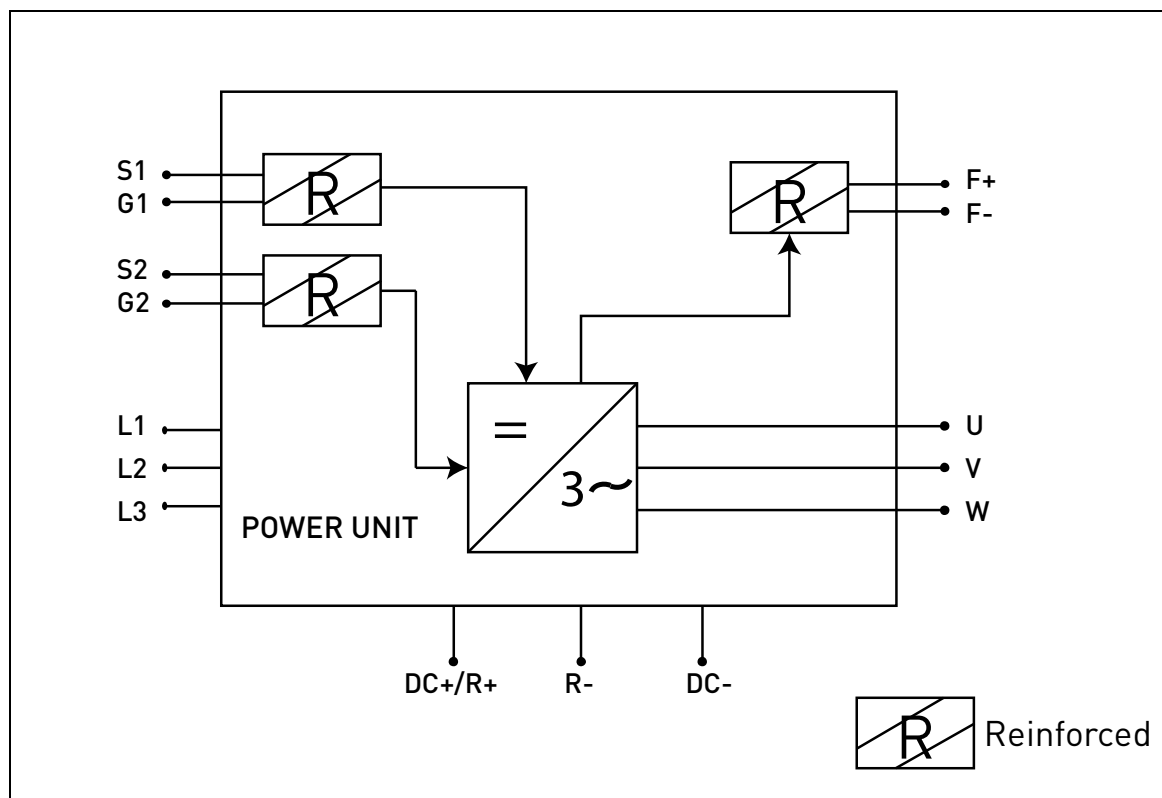 S1
G1
R
S2
G2
R
R
F+
F-
L1
L2
L3
POWER UNIT
=
3~
U
V
W
DC+/R+
R-
DC-
R
Reinforced